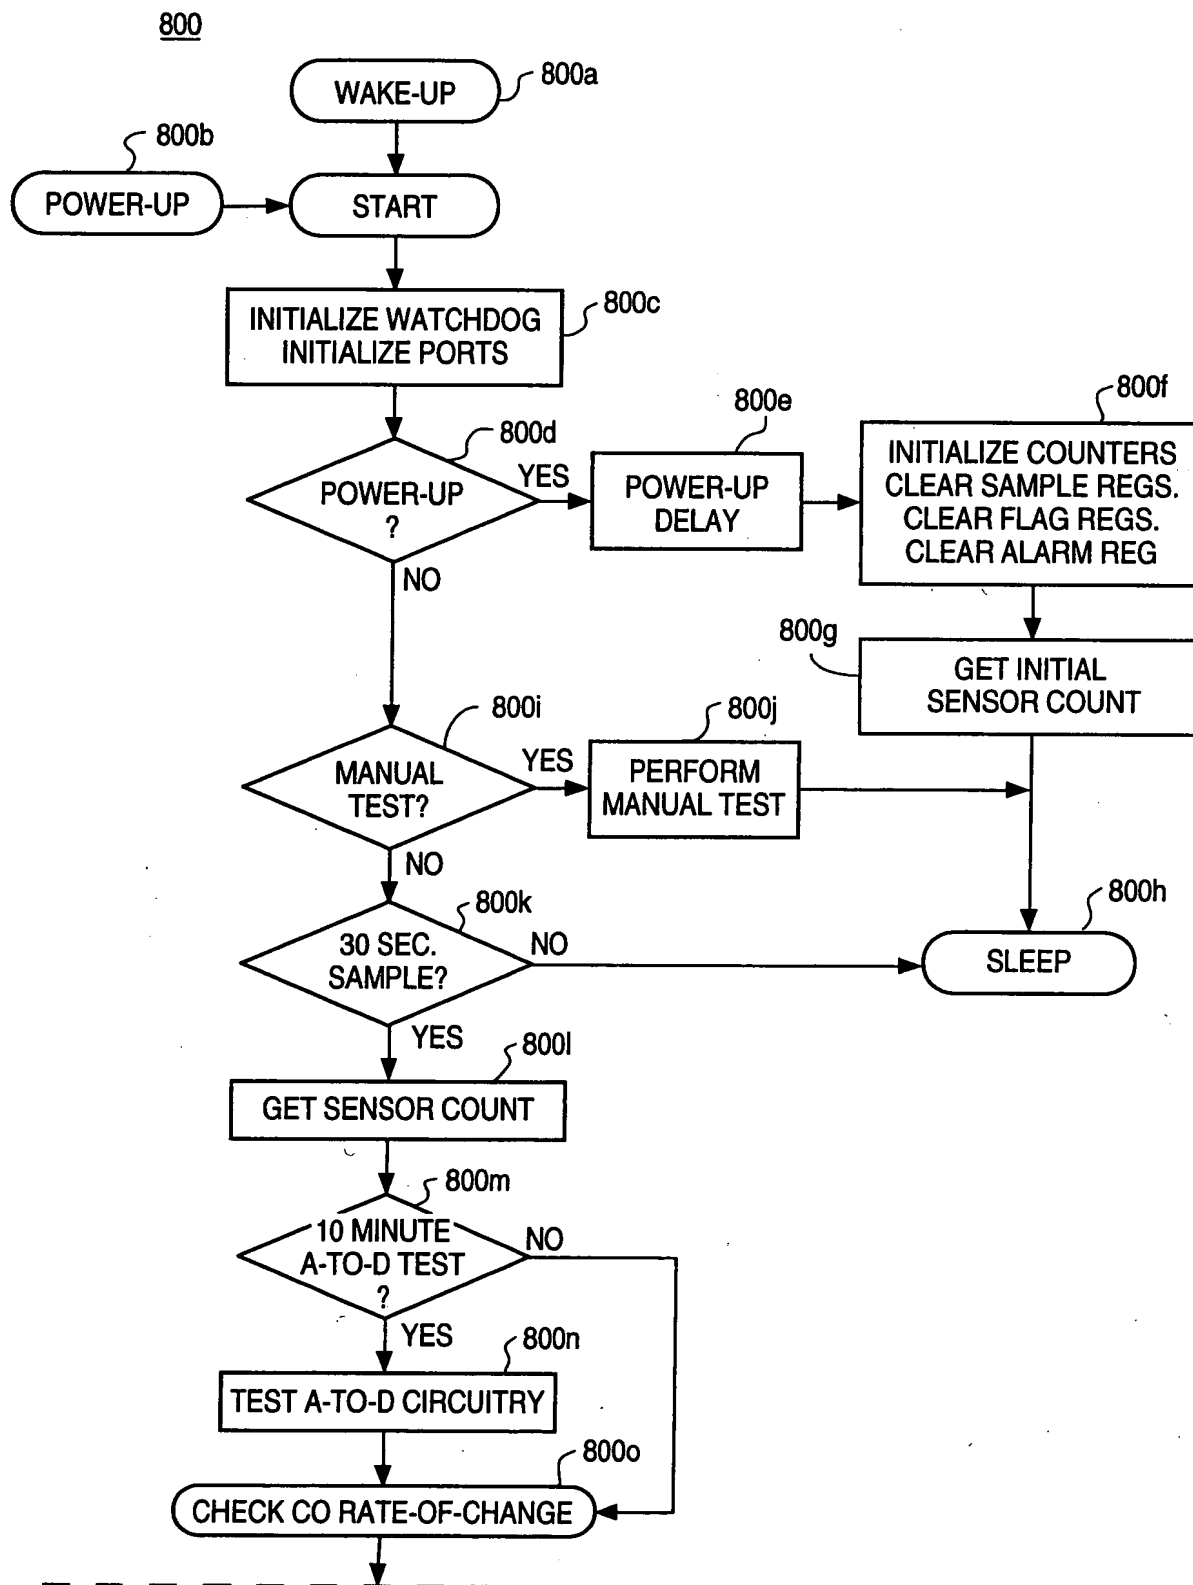 800
WAKE-UP
800a
800b
POWER-UP
START
INITIALIZE WATCHDOG
INITIALIZE PORTS
800c
800d
POWER-UP
?
YES
NO
800e
POWER-UP
DELAY
800f
INITIALIZE COUNTERS
CLEAR SAMPLE REGS.
CLEAR FLAG REGS.
CLEAR ALARM REG
800g
GET INITIAL
SENSOR COUNT
800i
MANUAL
TEST?
YES
NO
800j
PERFORM
MANUAL TEST
800k
30 SEC.
SAMPLE?
NO
YES
800h
SLEEP
800l
GET SENSOR COUNT
800m
10 MINUTE
A-TO-D TEST
?
NO
YES
800n
TEST A-TO-D CIRCUITRY
800o
CHECK CO RATE-OF-CHANGE